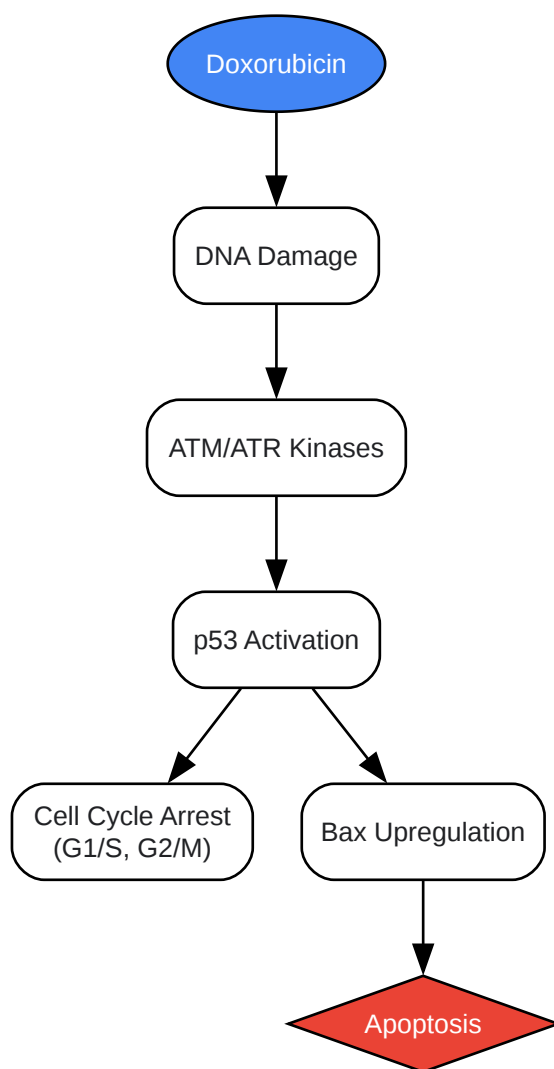 Doxorubicin
DNA Damage
ATM/ATR Kinases
p53 Activation
Cell Cycle Arrest
(G1/S, G2/M)
Bax Upregulation
Apoptosis